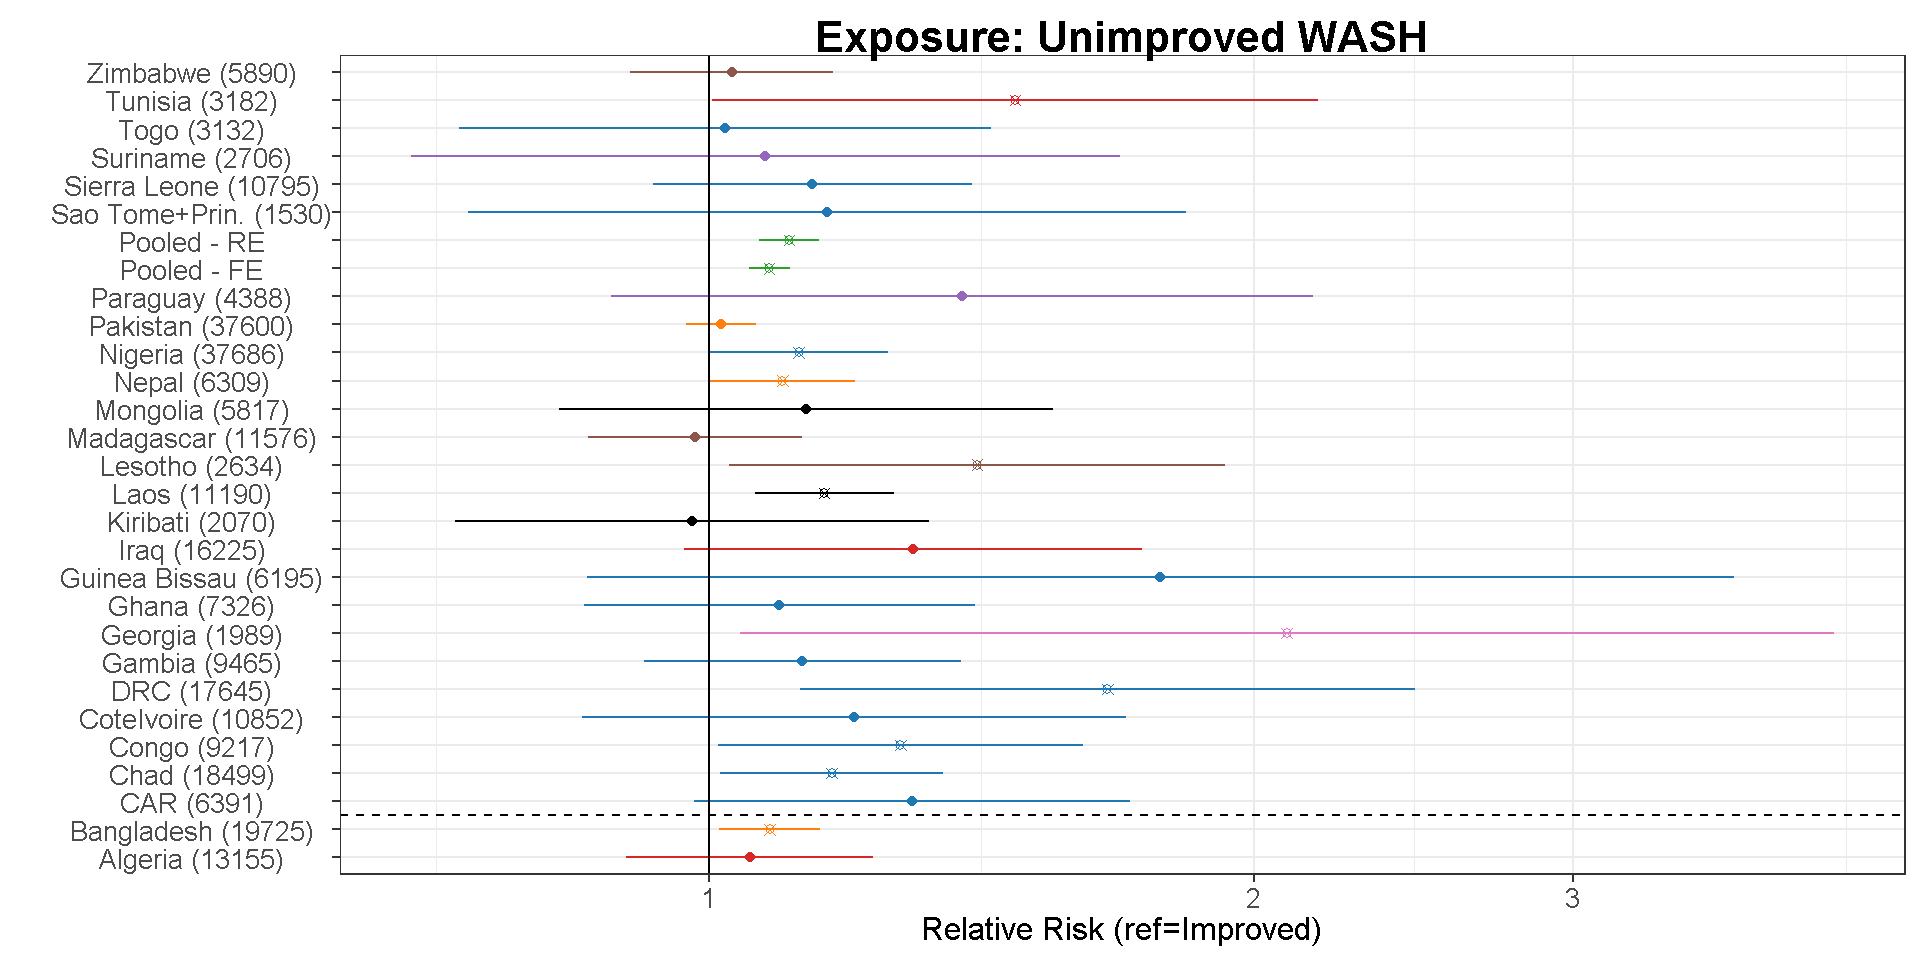 Exposure: Unimproved WASH
Zimbabwe (5890)
Tunisia (3182)
Togo (3132)
Suriname (2706)
Sierra Leone (10795)
Sao Tome+Prin. (1530)
Pooled - RE
Pooled - FE
Paraguay (4388)
Pakistan (37600)
Nigeria (37686)
Nepal (6309)
Mongolia (5817)
Madagascar (11576)
Lesotho (2634)
Laos (11190)
Kiribati (2070)
Iraq (16225)
Guinea Bissau (6195)
Ghana (7326)
Georgia (1989)
Gambia (9465)
DRC (17645)
CoteIvoire (10852)
Congo (9217)
Chad (18499)
CAR (6391)
Bangladesh (19725)
Algeria (13155)
1 2 3
Relative Risk (ref=Improved)